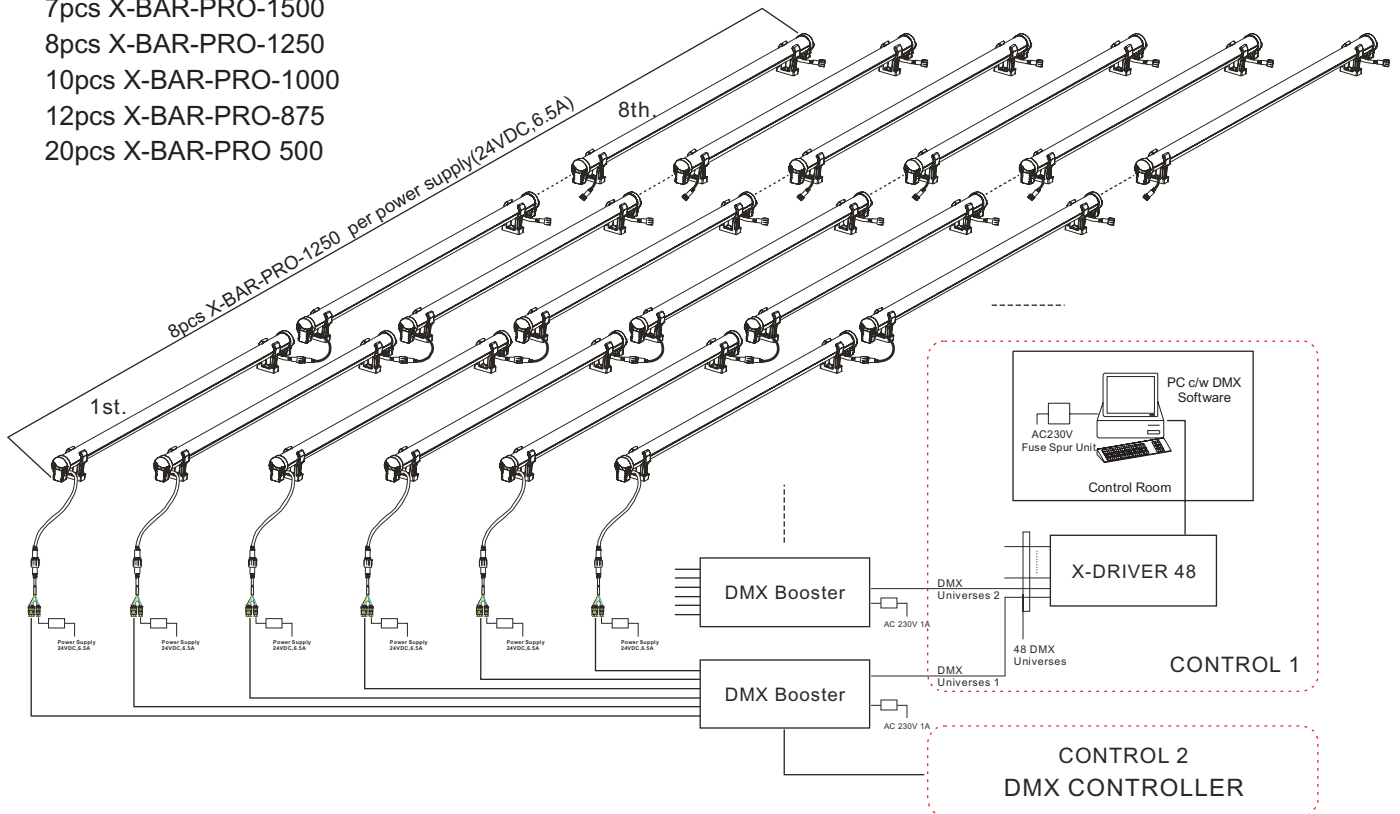 7pcs X-BAR-PRO-1500
8pcs X-BAR-PRO-1250
10pcs X-BAR-PRO-1000
12pcs X-BAR-PRO-875
20pcs X-BAR-PRO 500
8pcs X-BAR-PRO-1250 per power supply(24VDC,6.5A)
8th.
1st.
PC c/w DMX
Software
AC230V
Fuse Spur Unit
Control Room
X-DRIVER 48
DMX Booster
DMX
Universes 2
AC 230V 1A
48 DMX
Universes
CONTROL 1
Power Supply
24VDC,6.5A
Power Supply
24VDC,6.5A
Power Supply
24VDC,6.5A
Power Supply
24VDC,6.5A
Power Supply
24VDC,6.5A
Power Supply
24VDC,6.5A
DMX Booster
DMX
Universes 1
AC 230V 1A
CONTROL 2
DMX CONTROLLER